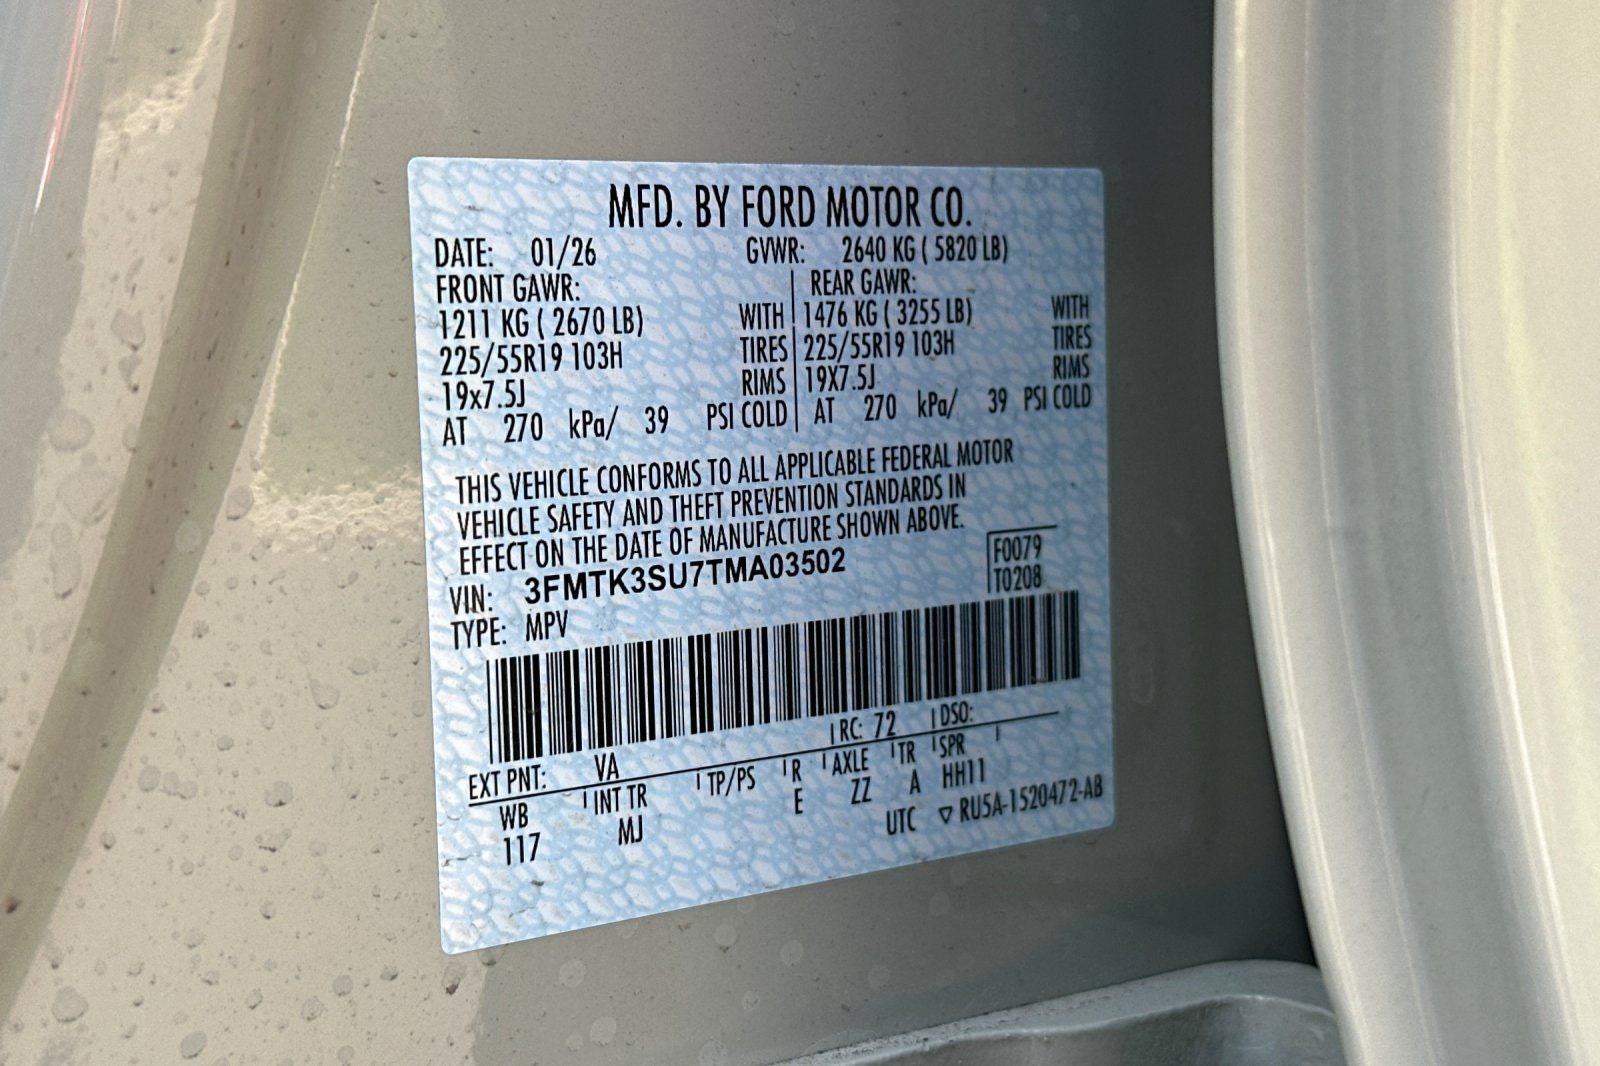 MFD. BY FORD MOTOR CO.
DATE: 01/26 GVWR: 2640 KG ( 5820 LB)
FRONT GAWR: REAR GAWR:
1211 KG ( 2670 LB) WITH 1476 KG ( 3255 LB) WITH
225/55R19 103H TIRES 225/55R19 103H TIRES
19x7.5J RIMS 19X7.5J RIMS
AT 270 kPa/ 39 PSI COLD AT 270 kPa/ 39 PSI COLD
THIS VEHICLE CONFORMS TO ALL APPLICABLE FEDERAL MOTOR
VEHICLE SAFETY AND THEFT PREVENTION STANDARDS IN
EFFECT ON THE DATE OF MANUFACTURE SHOWN ABOVE.
VIN: 3FMTK3SU7TMA03502 F0079
TYPE: MPV T0208
EXT PNT: VA RC: 72 DSO:
WB INT TR TP/PS R AXLE TR SPR
117 MJ E ZZ A HH11
UTC ▽ RU5A-1520472-AB